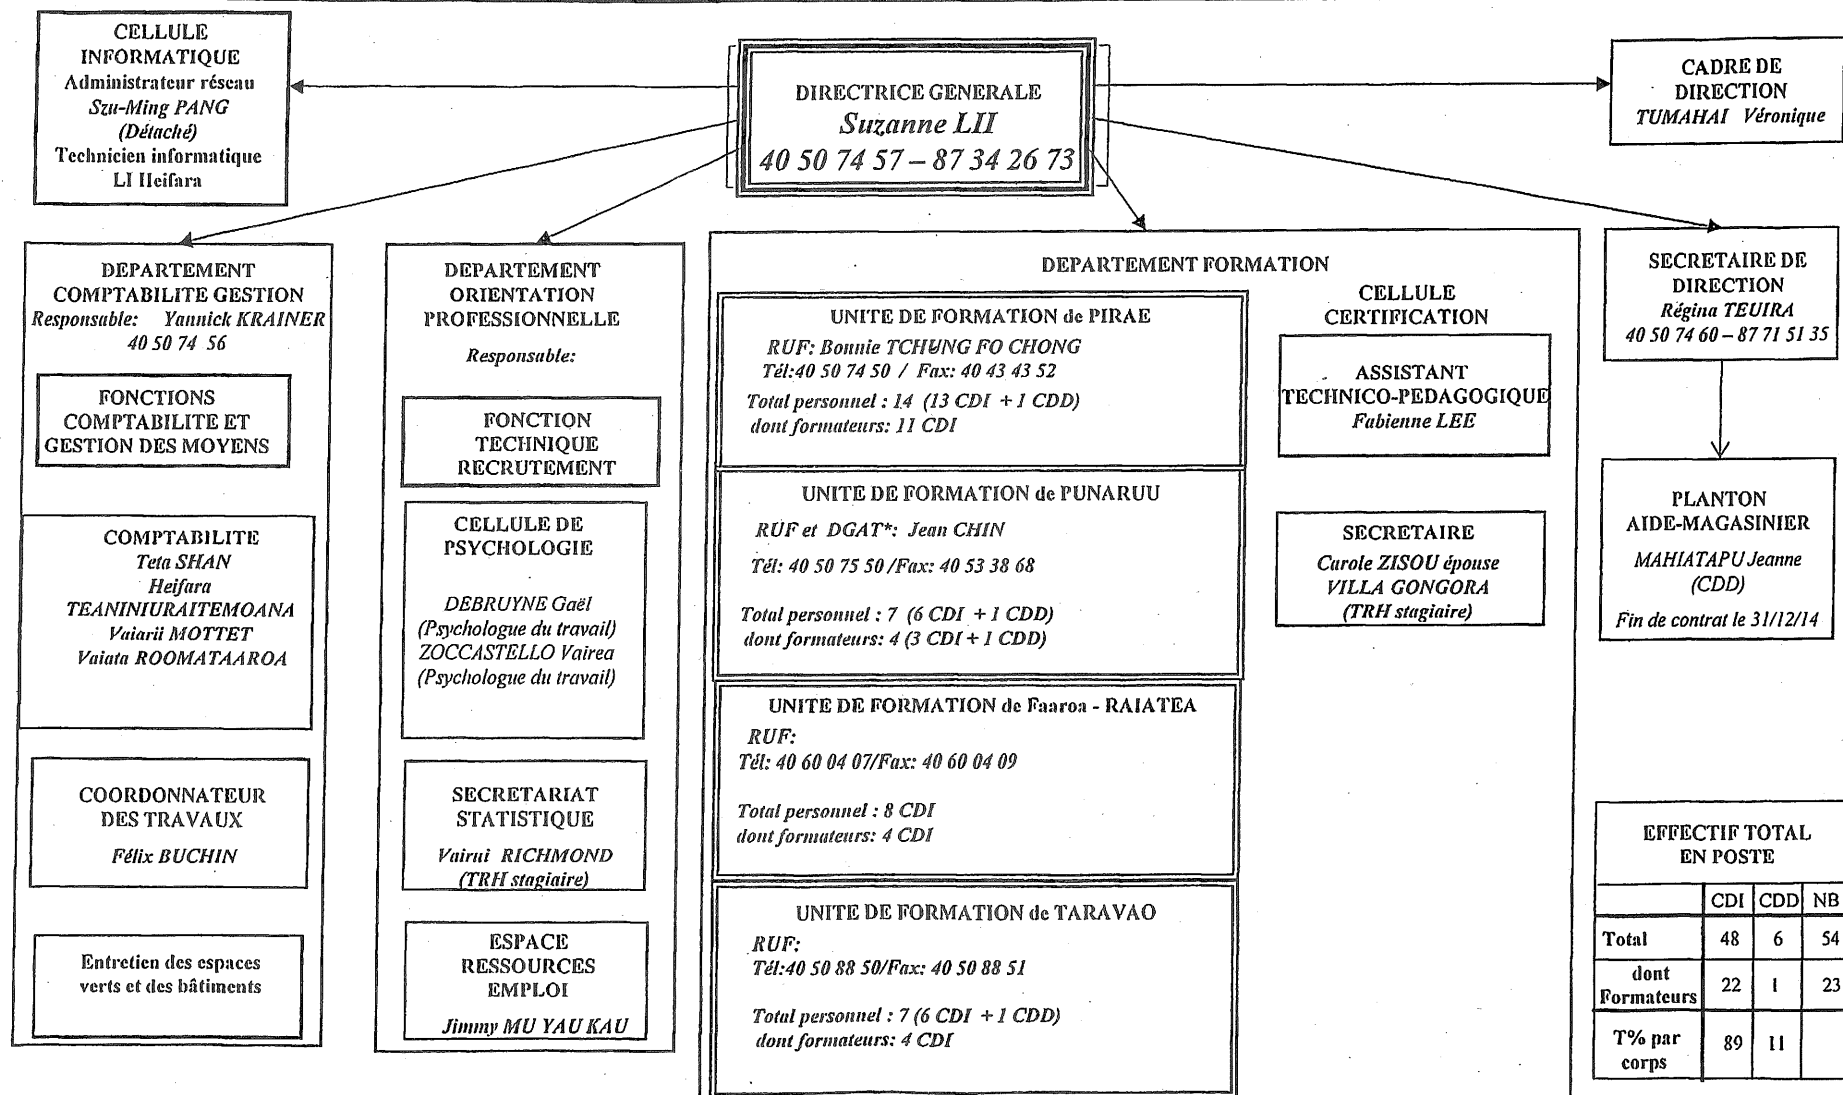 CELLULE
INFORMATIQUE
Administrateur réseau
Szu-Ming PANG
(Détaché)
Technicien informatique
LI Heifara
DIRECTRICE GENERALE
Suzanne LII
40 50 74 57 – 87 34 26 73
CADRE DE
DIRECTION
TUMAHAI Véronique
DEPARTEMENT
COMPTABILITE GESTION
Responsable: Yannick KRAINER
40 50 74 56
FONCTIONS
COMPTABILITE ET
GESTION DES MOYENS
COMPTABILITE
Teta SHAN
Heifara
TEANINIURAITEMOANA
Vaiarii MOTTET
Vaiata ROOMATAAROA
COORDONNATEUR
DES TRAVAUX
Félix BUCHIN
Entretien des espaces
verts et des bâtiments
DEPARTEMENT
ORIENTATION
PROFESSIONNELLE
Responsable:
FONCTION
TECHNIQUE
RECRUTEMENT
CELLULE DE
PSYCHOLOGIE
DEBRUYNE Gaël
(Psychologue du travail)
ZOCCASTELLO Vairea
(Psychologue du travail)
SECRETARIAT
STATISTIQUE
Vairui RICHMOND
(TRH stagiaire)
ESPACE
RESSOURCES
EMPLOI
Jimmy MU YAU KAU
DEPARTEMENT FORMATION
UNITE DE FORMATION de PIRAE
RUF: Bonnie TCHUNG FO CHONG
Tél:40 50 74 50 / Fax: 40 43 43 52
Total personnel : 14 (13 CDI + 1 CDD)
dont formateurs: 11 CDI
UNITE DE FORMATION de PUNARUU
RUF et DGAT*: Jean CHIN
Tél: 40 50 75 50 /Fax: 40 53 38 68
Total personnel : 7 (6 CDI + 1 CDD)
dont formateurs: 4 (3 CDI + 1 CDD)
UNITE DE FORMATION de Faaroa - RAIATEA
RUF:
Tél: 40 60 04 07/Fax: 40 60 04 09
Total personnel : 8 CDI
dont formateurs: 4 CDI
UNITE DE FORMATION de TARAVAO
RUF:
Tél:40 50 88 50/Fax: 40 50 88 51
Total personnel : 7 (6 CDI + 1 CDD)
dont formateurs: 4 CDI
CELLULE
CERTIFICATION
ASSISTANT
TECHNICO-PEDAGOGIQUE
Fabienne LEE
SECRETAIRE
Carole ZISOU épouse
VILLA GONGORA
(TRH stagiaire)
SECRETAIRE DE
DIRECTION
Régina TEUIRA
40 50 74 60 – 87 71 51 35
PLANTON
AIDE-MAGASINIER
MAHIATAPU Jeanne
(CDD)
Fin de contrat le 31/12/14
EFFECTIF TOTAL
EN POSTE
CDI CDD NB
Total 48 6 54
dont
Formateurs 22 1 23
T% par
corps 89 11